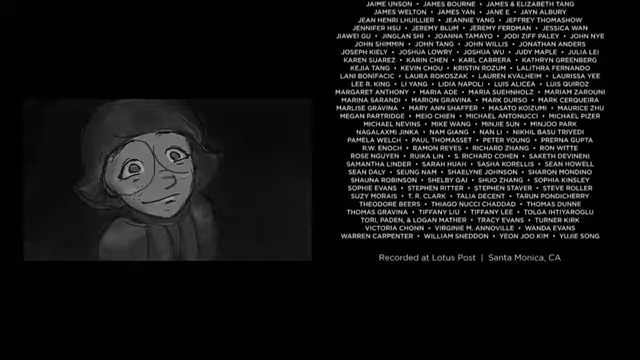 JAIME UNSON • JAMES BOURNE • JAMES & ELIZABETH TANG
JAMES WELTON • JAMES YAN • JANE E • JAYN ALBURY
JEAN HENRI LHUILLIER • JEANNIE YANG • JEFFREY THOMASHOW
JENNIFER HSU • JEREMY BLUM • JEREMY FERDMAN • JESSICA WAN
JIAWEI GU • JINGLAN SHI • JOANNA TAMAYO • JODI ZIFF PALEY • JOHN NYE
JOHN SHIMMIN • JOHN TANG • JOHN WILLIS • JONATHAN ANDERS
JOSEPH KIELY • JOSHUA LOWRY • JOSHUA WU • JUDY MAPLE • JULIA LEI
KAREN SUAREZ • KARIN CHEN • KARL CABRERA • KATHRYN GREENBERG
KEJIA TANG • KEVIN CHOU • KRISTIN ROZUM • LALITHRA FERNANDO
LANI BONIFACIC • LAURA ROKOSZAK • LAUREN KVALHEIM • LAURISSA YEE
LEE R. KING • LI YANG • LIDIA NAPOLI • LUIS ALICEA • LUIS QUIROZ
MARGARET ANTHONY • MARIA ADE • MARIA SUEHNHOLZ • MARIAM ZAROUNI
MARINA SARANDI • MARION GRAVINA • MARK DURSO • MARK CERQUEIRA
MARLISE GRAVINA • MARY ANN SHAFFER • MASATO KOIZUMI • MAURICE ZHU
MEGAN PARTRIDGE • MEIO CHIEN • MICHAEL ANTONUCCI • MICHAEL PIZER
MICHAEL NEVINS • MIKE WANG • MINJIE SUN • MINJOO PARK
NAGALAXMI JINKA • NAM GIANG • NAN LI • NIKHIL BASU TRIVEDI
PAMELA WELCH • PAUL THOMASSET • PETER YOUNG • PRERNA GUPTA
R.W. ENOCH • RAMON REYES • RICHARD ZHANG • RON WITTE
ROSE NGUYEN • RUIKA LIN • S. RICHARD COHEN • SAKETH DEVINENI
SAMANTHA LINDER • SARAH HUAH • SASHA KORELLIS • SEAN HOWELL
SEAN DALY • SEUNG NAM • SHAELYNE JOHNSON • SHARON MONDINO
SHAUNA ROBINSON • SHELBY GAI • SHUO ZHANG • SOPHIA KINSLEY
SOPHIE EVANS • STEPHEN RITTER • STEPHEN STAVER • STEVE ROLLER
SUZY MORAIS • T. R. CLARK • TALIA DECENT • TARUN PONDICHERRY
THEODORE BEERS • THIAGO NUCCI CHADDAD • THOMAS DUNNE
THOMAS GRAVINA • TIFFANY LIU • TIFFANY LEE • TOLGA IHTIYAROGLU
TORI, PADEN, & LOGAN MATHER • TRACY EVANS • TURNER KIRK
VICTORIA CHONN • VIRGINIE M. ANNOVILLE • WANDA EVANS
WARREN CARPENTER • WILLIAM SNEDDON • YEON JOO KIM • YUJIE SONG
Recorded at Lotus Post | Santa Monica, CA